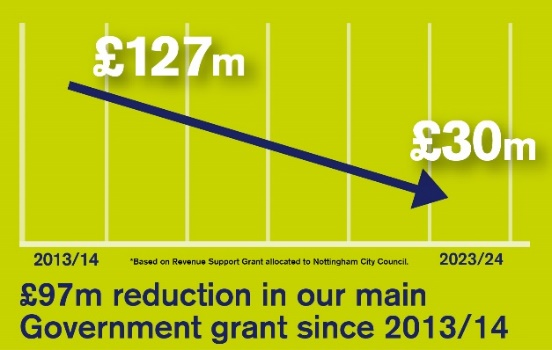 £127m
£30m
2013/14
*Based on Revenue Support Grant allocated to Nottingham City Council.
2023/24
£97m reduction in our main
Government grant since 2013/14